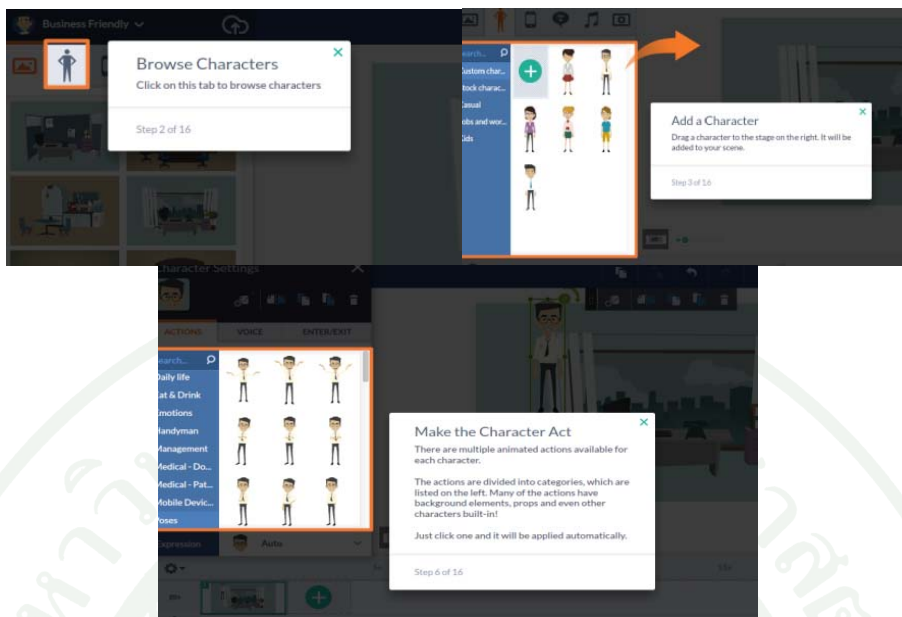 Business Friendly
Browse Characters
Click on this tab to browse characters
Step 2 of 16
Search...
Custom char...
Stock charac...
Casual
Jobs and wor...
Kids
Add a Character
Drag a character to the stage on the right. It will be
added to your scene.
Step 3 of 16
Character Settings
ACTIONS VOICE ENTER/EXIT
Search...
Daily life
Eat & Drink
Emotions
Handyman
Management
Medical - Do...
Medical - Pat...
Mobile Devic...
Poses
Expression Auto
Make the Character Act
There are multiple animated actions available for
each character.
The actions are divided into categories, which are
listed on the left. Many of the actions have
background elements, props and even other
characters built-in!
Just click one and it will be applied automatically.
Step 6 of 16